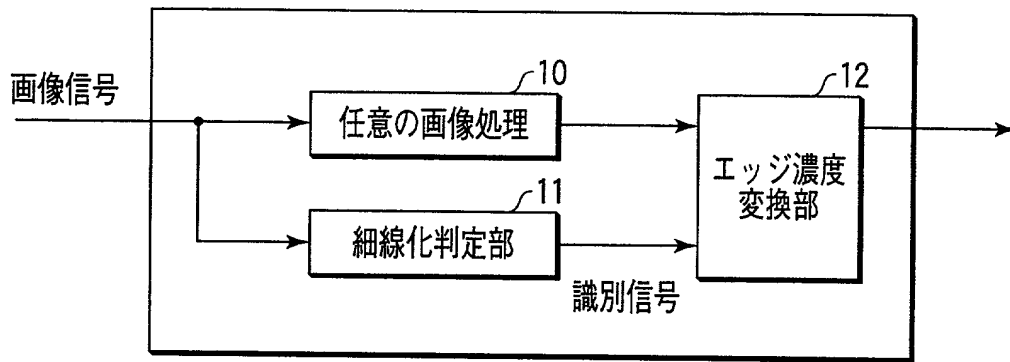 画像信号
10
任意の画像処理
11
細線化判定部
識別信号
12
エッジ濃度
変換部